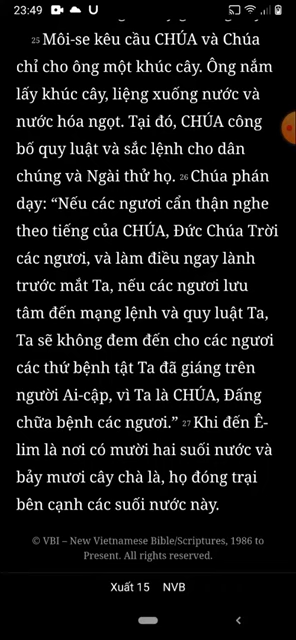 23:49
25 Môi-se kêu cầu CHÚA và Chúa
chỉ cho ông một khúc cây. Ông nắm
lấy khúc cây, liệng xuống nước và
nước hóa ngọt. Tại đó, CHÚA công
bố quy luật và sắc lệnh cho dân
chúng và Ngài thử họ. 26 Chúa phán
dạy: “Nếu các ngươi cẩn thận nghe
theo tiếng của CHÚA, Đức Chúa Trời
các ngươi, và làm điều ngay lành
trước mắt Ta, nếu các ngươi lưu
tâm đến mạng lệnh và quy luật Ta,
Ta sẽ không đem đến cho các ngươi
các thứ bệnh tật Ta đã giáng trên
người Ai-cập, vì Ta là CHÚA, Đấng
chữa bệnh các ngươi.” 27 Khi đến Ê-
lim là nơi có mười hai suối nước và
bảy mươi cây chà là, họ đóng trại
bên cạnh các suối nước này.
© VBI – New Vietnamese Bible/Scriptures, 1986 to
Present. All rights reserved.
Xuất 15 NVB